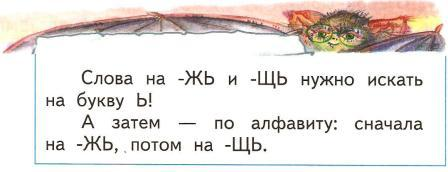 Слова на -ЖЬ и -ЩЬ нужно искать
на букву Ь!
А затем — по алфавиту: сначала
на -ЖЬ, потом на -ЩЬ.